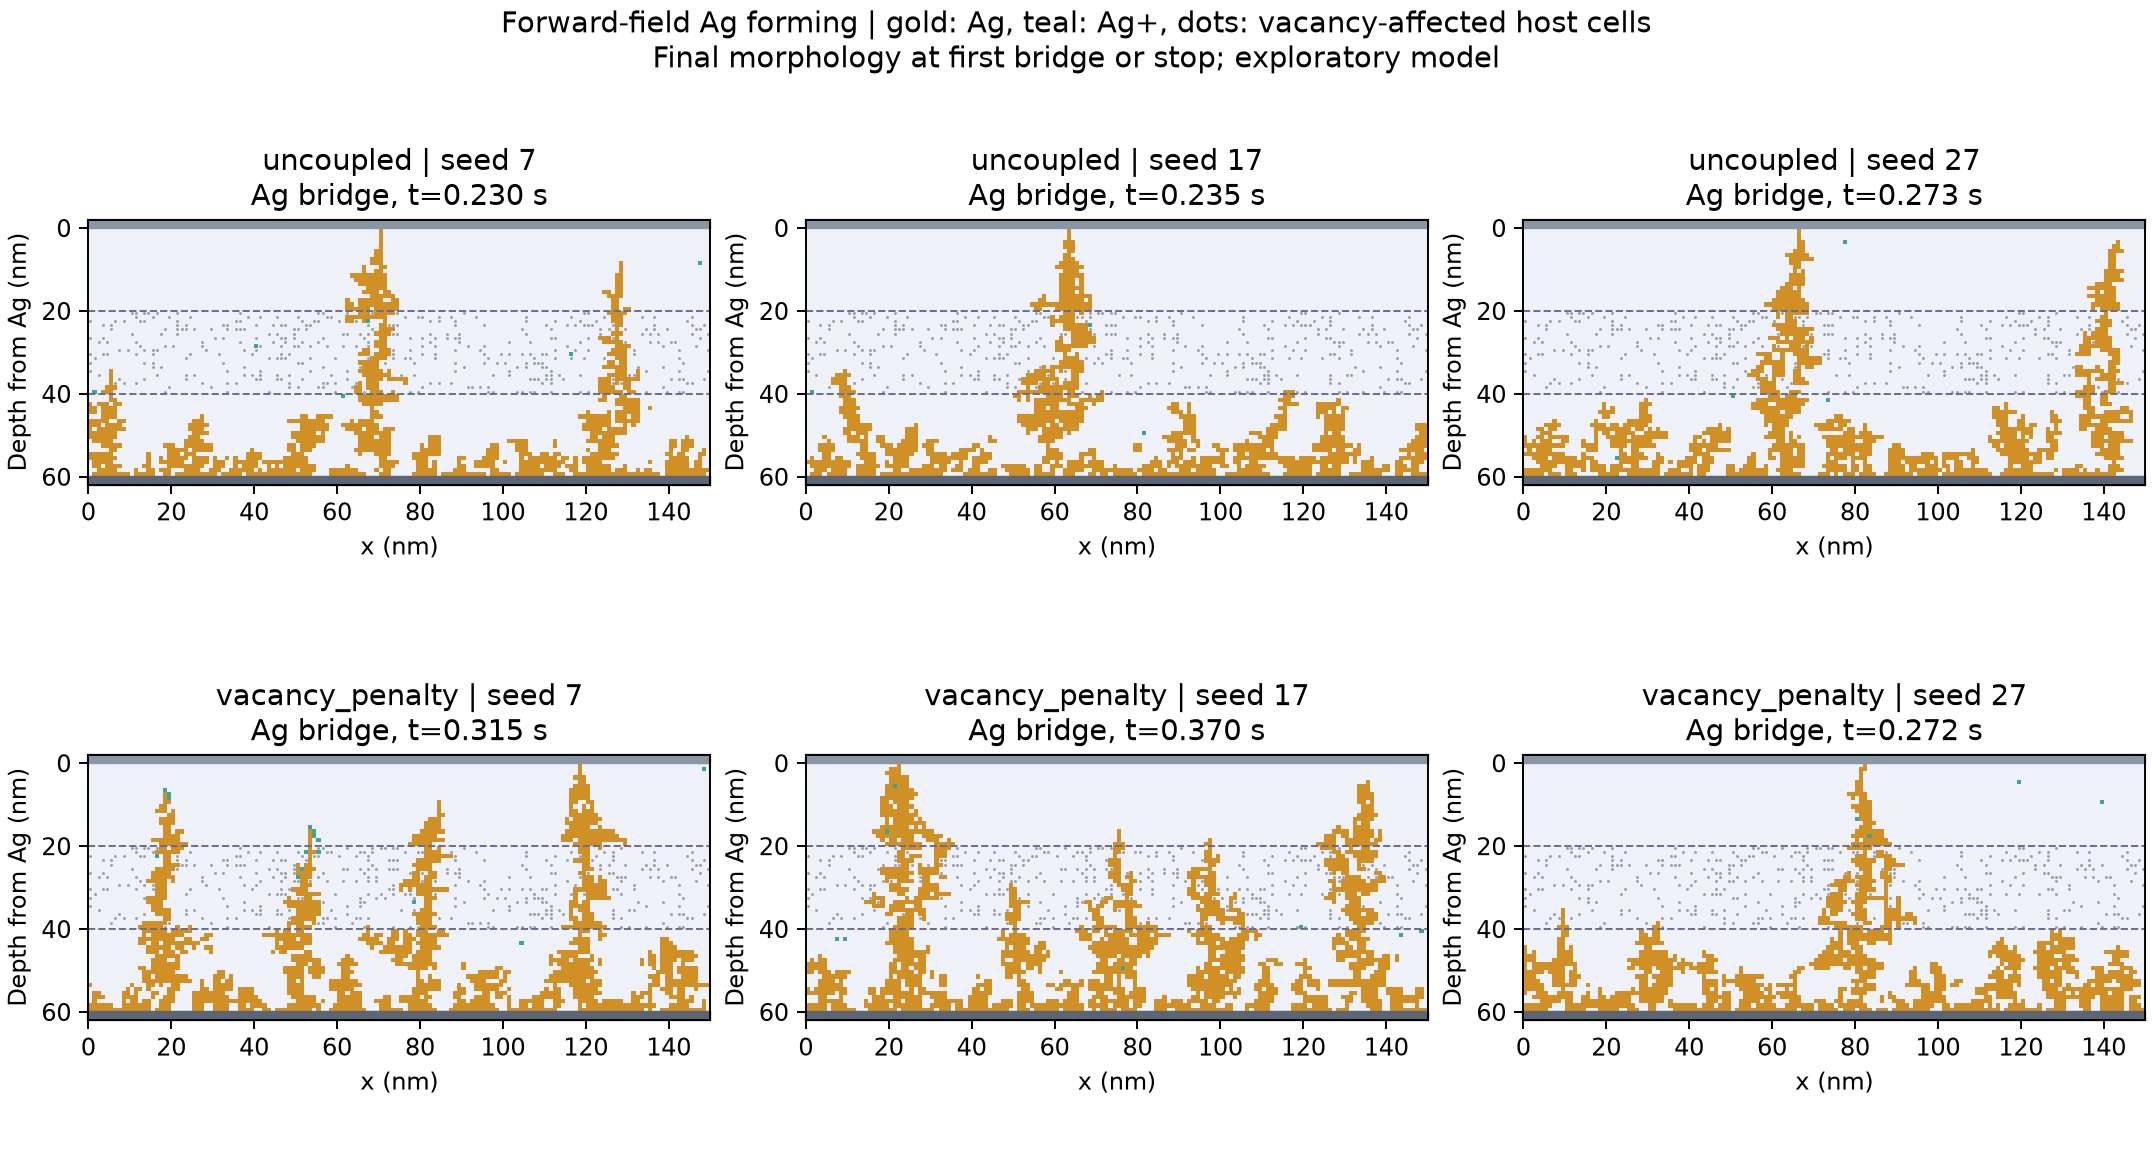 Forward-field Ag forming | gold: Ag, teal: Ag+, dots: vacancy-affected host cells
Final morphology at first bridge or stop; exploratory model
uncoupled | seed 7
Ag bridge, t=0.230 s
Depth from Ag (nm)
0
20
40
60
0 20 40 60 80 100 120 140
x (nm)
uncoupled | seed 17
Ag bridge, t=0.235 s
Depth from Ag (nm)
0
20
40
60
0 20 40 60 80 100 120 140
x (nm)
uncoupled | seed 27
Ag bridge, t=0.273 s
Depth from Ag (nm)
0
20
40
60
0 20 40 60 80 100 120 140
x (nm)
vacancy_penalty | seed 7
Ag bridge, t=0.315 s
Depth from Ag (nm)
0
20
40
60
0 20 40 60 80 100 120 140
x (nm)
vacancy_penalty | seed 17
Ag bridge, t=0.370 s
Depth from Ag (nm)
0
20
40
60
0 20 40 60 80 100 120 140
x (nm)
vacancy_penalty | seed 27
Ag bridge, t=0.272 s
Depth from Ag (nm)
0
20
40
60
0 20 40 60 80 100 120 140
x (nm)